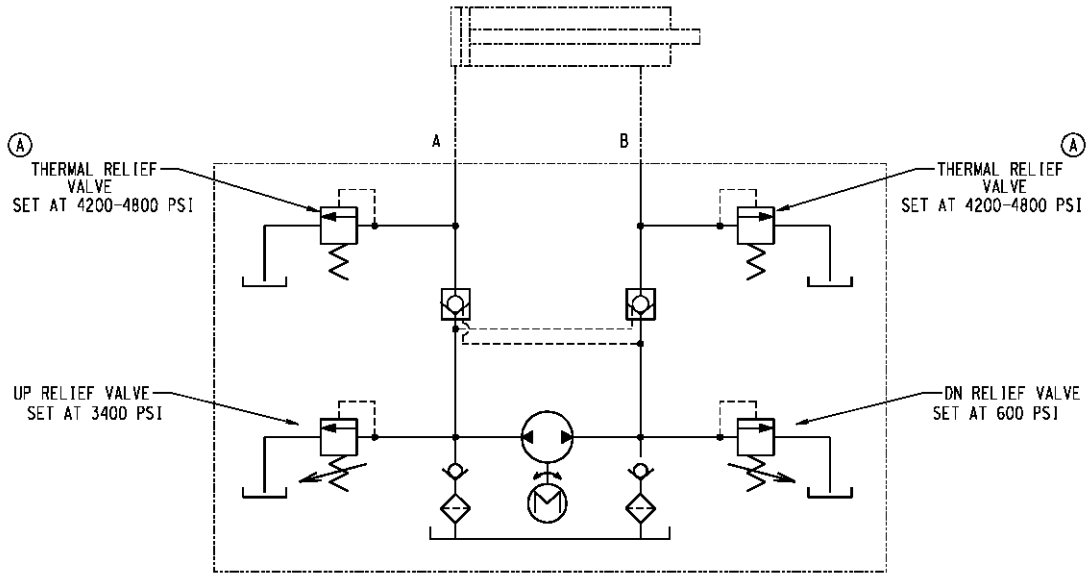 A B
Ⓐ Ⓐ
THERMAL RELIEF
VALVE
SET AT 4200-4800 PSI
THERMAL RELIEF
VALVE
SET AT 4200-4800 PSI
UP RELIEF VALVE
SET AT 3400 PSI
DN RELIEF VALVE
SET AT 600 PSI
M